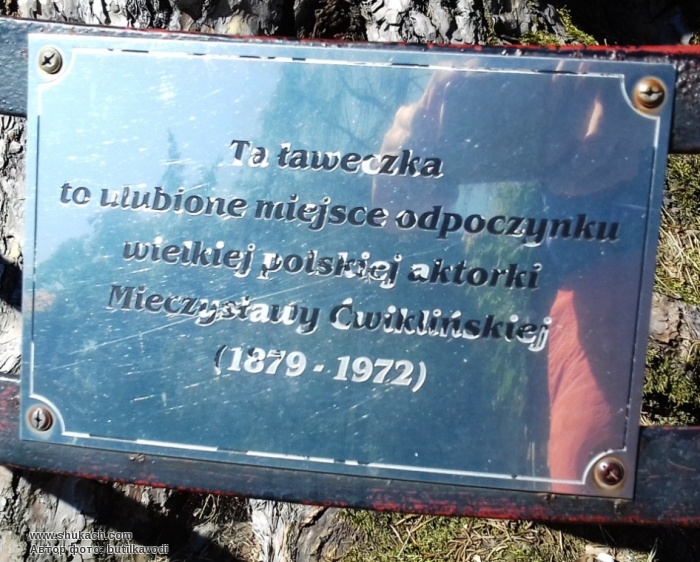 Ta ławeczka
to ulubione miejsce odpoczynku
wielkiej polskiej aktorki
Mieczysławy Ćwiklińskiej
(1879 - 1972)
www.shukach.com
Автор фото: butilkavodi